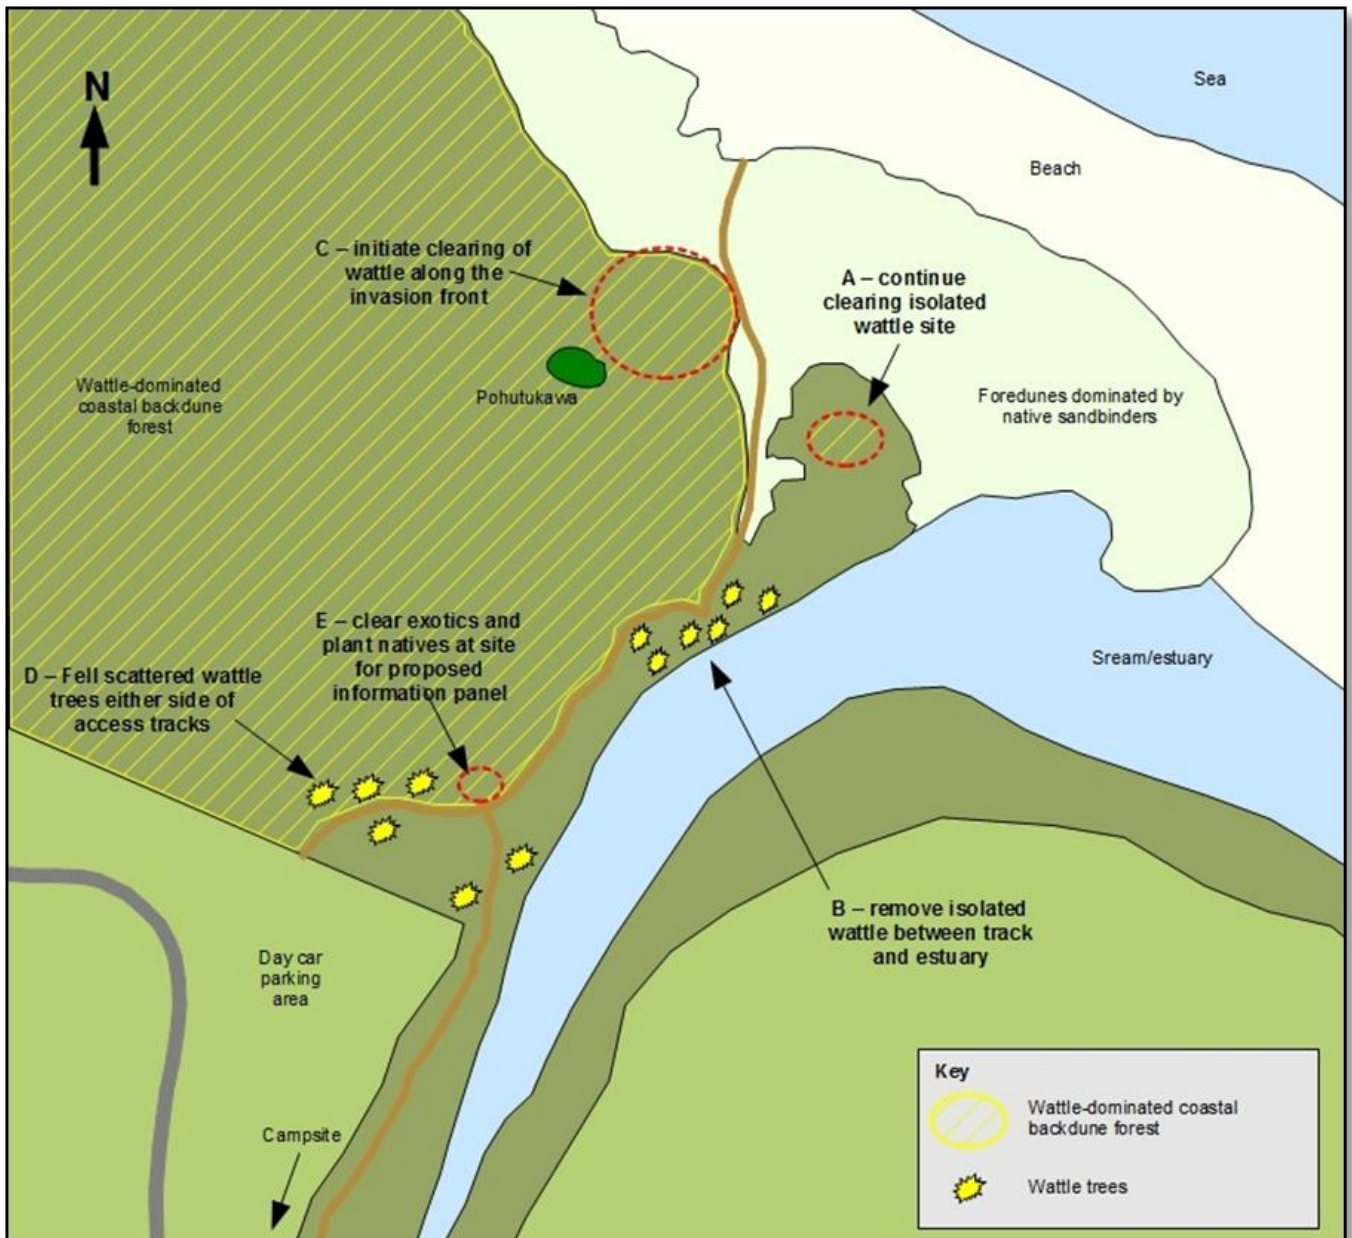 N
Sea
Beach
C – initiate clearing of
wattle along the
invasion front
A – continue
clearing isolated
wattle site
Wattle-dominated
coastal backdune
forest
Pohutukawa
Foredunes dominated by
native sandbinders
E – clear exotics and
plant natives at site
for proposed
information panel
D – Fell scattered wattle
trees either side of
access tracks
Sream/estuary
B – remove isolated
wattle between track
and estuary
Day car
parking
area
Campsite
Key
Wattle-dominated coastal
backdune forest
Wattle trees